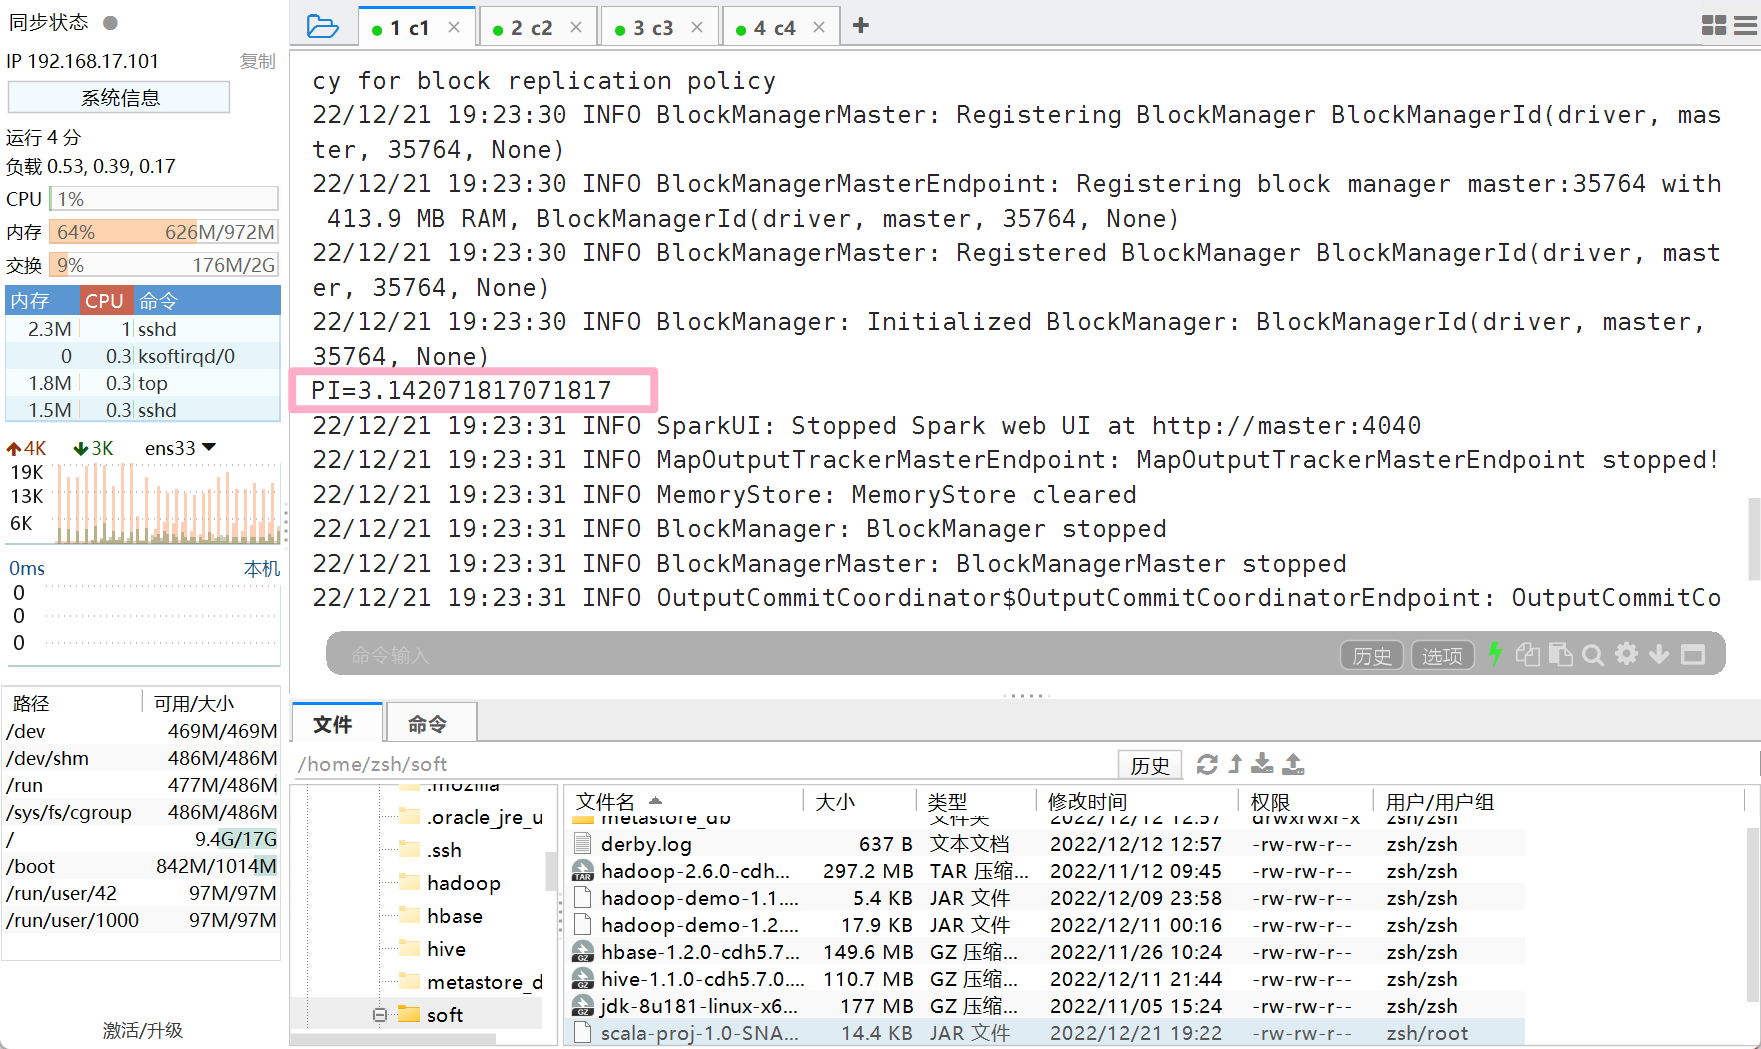 同步状态
IP 192.168.17.101 复制
系统信息
运行 4 分
负载 0.53, 0.39, 0.17
CPU 1%
内存 64% 626M/972M
交换 9% 176M/2G
内存 CPU 命令
2.3M 1 sshd
0 0.3 ksoftirqd/0
1.8M 0.3 top
1.5M 0.3 sshd
4K 3K ens33
19K
13K
6K
0ms 本机
0
0
0
路径 可用/大小
/dev 469M/469M
/dev/shm 486M/486M
/run 477M/486M
/sys/fs/cgroup 486M/486M
/ 9.4G/17G
/boot 842M/1014M
/run/user/42 97M/97M
/run/user/1000 97M/97M
激活/升级
1 c1 × 2 c2 × 3 c3 × 4 c4 × +
cy for block replication policy
22/12/21 19:23:30 INFO BlockManagerMaster: Registering BlockManager BlockManagerId(driver, mas
ter, 35764, None)
22/12/21 19:23:30 INFO BlockManagerMasterEndpoint: Registering block manager master:35764 with
413.9 MB RAM, BlockManagerId(driver, master, 35764, None)
22/12/21 19:23:30 INFO BlockManagerMaster: Registered BlockManager BlockManagerId(driver, mast
er, 35764, None)
22/12/21 19:23:30 INFO BlockManager: Initialized BlockManager: BlockManagerId(driver, master,
35764, None)
PI=3.142071817071817
22/12/21 19:23:31 INFO SparkUI: Stopped Spark web UI at http://master:4040
22/12/21 19:23:31 INFO MapOutputTrackerMasterEndpoint: MapOutputTrackerMasterEndpoint stopped!
22/12/21 19:23:31 INFO MemoryStore: MemoryStore cleared
22/12/21 19:23:31 INFO BlockManager: BlockManager stopped
22/12/21 19:23:31 INFO BlockManagerMaster: BlockManagerMaster stopped
22/12/21 19:23:31 INFO OutputCommitCoordinator$OutputCommitCoordinatorEndpoint: OutputCommitCo
命令输入 历史 选项
文件 命令
/home/zsh/soft 历史
.mozilla
.oracle_jre_u
.ssh
hadoop
hbase
hive
metastore_d
soft
文件名 大小 类型 修改时间 权限 用户/用户组
metastore_db 文件夹 2022/12/12 12:57 drwxrwxr-x zsh/zsh
derby.log 637 B 文本文档 2022/12/12 12:57 -rw-rw-r-- zsh/zsh
hadoop-2.6.0-cdh... 297.2 MB TAR 压缩... 2022/11/12 09:45 -rw-rw-r-- zsh/zsh
hadoop-demo-1.1.... 5.4 KB JAR 文件 2022/12/09 23:58 -rw-rw-r-- zsh/zsh
hadoop-demo-1.2.... 17.9 KB JAR 文件 2022/12/11 00:16 -rw-rw-r-- zsh/zsh
hbase-1.2.0-cdh5.7... 149.6 MB GZ 压缩... 2022/11/26 10:24 -rw-rw-r-- zsh/zsh
hive-1.1.0-cdh5.7.0.... 110.7 MB GZ 压缩... 2022/12/11 21:44 -rw-rw-r-- zsh/zsh
jdk-8u181-linux-x6... 177 MB GZ 压缩... 2022/11/05 15:24 -rw-rw-r-- zsh/zsh
scala-proj-1.0-SNA... 14.4 KB JAR 文件 2022/12/21 19:22 -rw-rw-r-- zsh/root